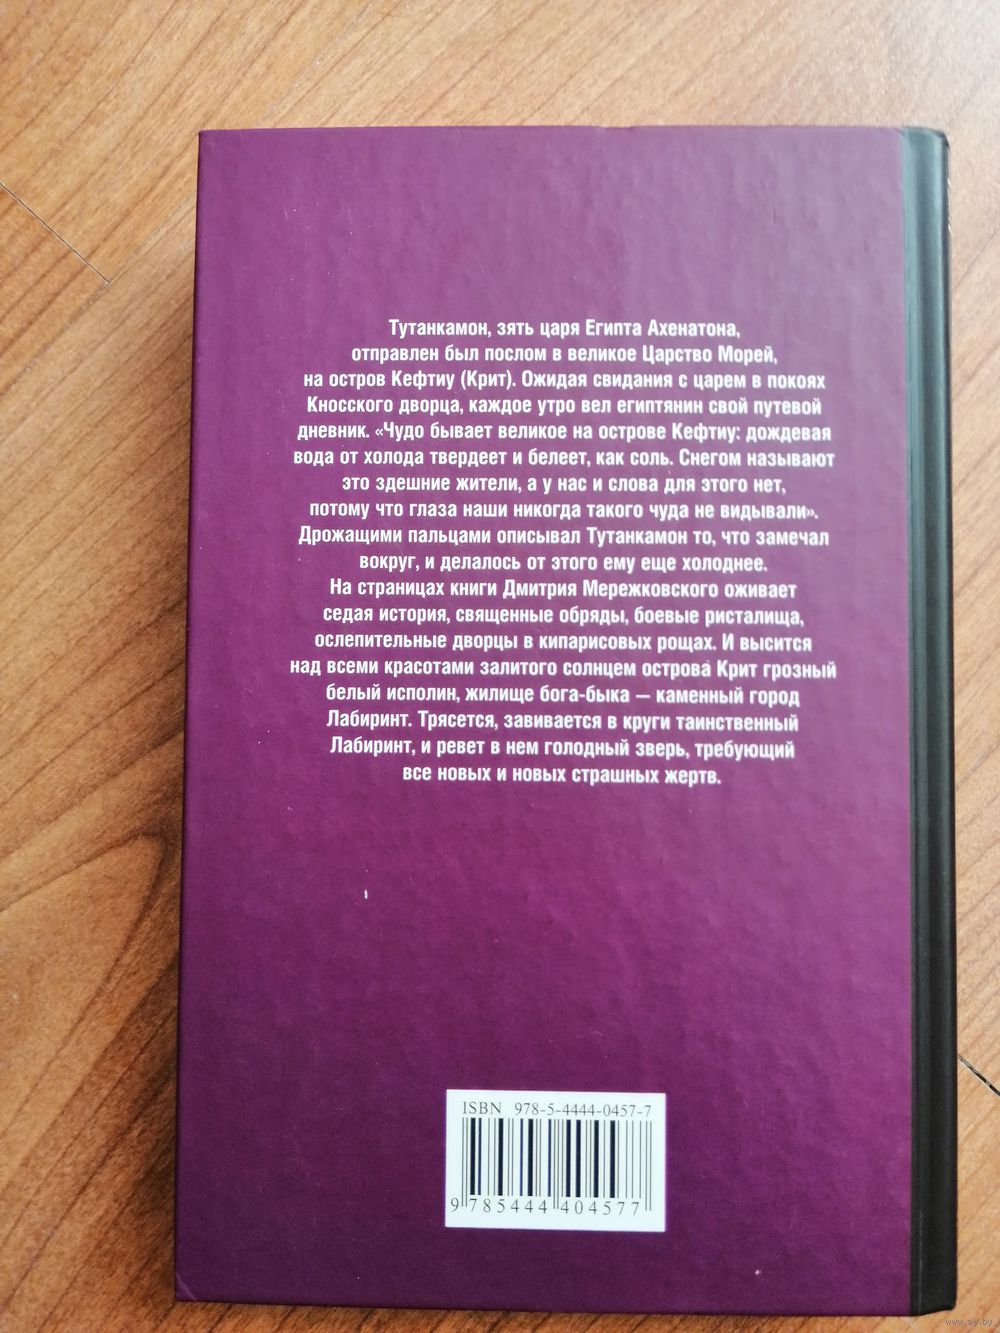 Тутанкамон, зять царя Египта Ахенатона,
отправлен был послом в великое Царство Морей,
на остров Кефтиу (Крит). Ожидая свидания с царем в покоях
Кносского дворца, каждое утро вел египтянин свой путевой
дневник. «Чудо бывает великое на острове Кефтиу: дождевая
вода от холода твердеет и белеет, как соль. Снегом называют
это здешние жители, а у нас и слова для этого нет,
потому что глаза наши никогда такого чуда не видывали».
Дрожащими пальцами описывал Тутанкамон то, что замечал
вокруг, и делалось от этого ему еще холоднее.
На страницах книги Дмитрия Мережковского оживает
седая история, священные обряды, боевые ристалища,
ослепительные дворцы в кипарисовых рощах. И высится
над всеми красотами залитого солнцем острова Крит грозный
белый исполин, жилище бога-быка — каменный город
Лабиринт. Трясется, завивается в круги таинственный
Лабиринт, и ревет в нем голодный зверь, требующий
все новых и новых страшных жертв.
ISBN 978-5-4444-0457-7
9 785444 404577
www.ay.by